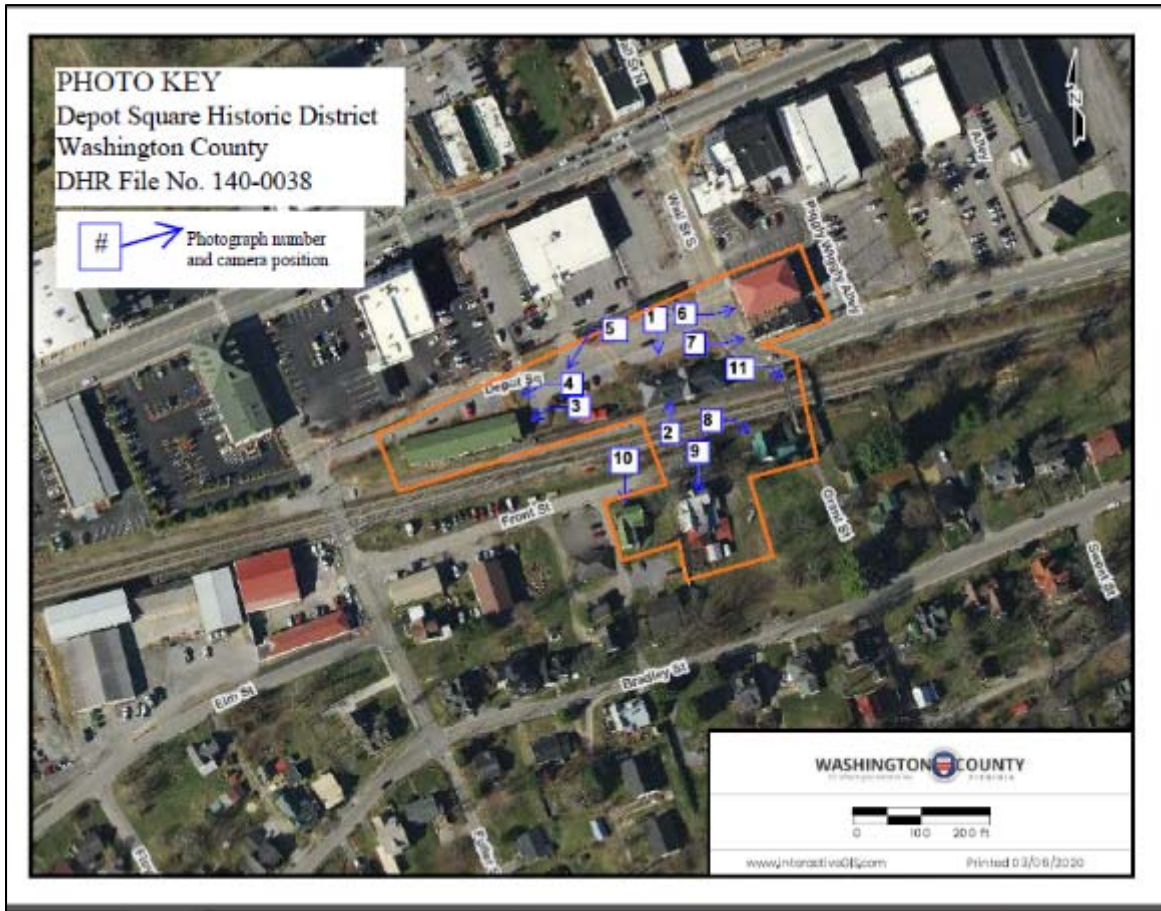 PHOTO KEY
Depot Square Historic District
Washington County
DHR File No. 140-0038
#
Photograph number
and camera position
N
Wall St S
Alley
1
6
5
7
Depot Sq
4
3
11
2
8
10
9
Front St
Grant St
Elm St
Bradley St
WASHINGTON COUNTY
VIRGINIA
0 100 200 ft
www.interactiveGIS.com
Printed 03/06/2020